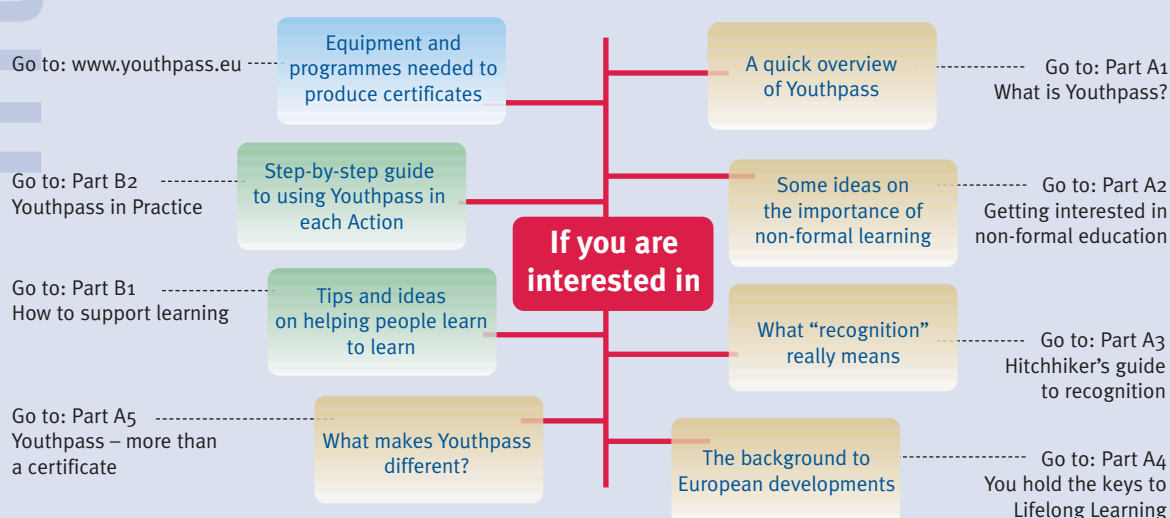 Go to: www.youthpass.eu
Equipment and
programmes needed to
produce certificates
Go to: Part B2
Youthpass in Practice
Step-by-step guide
to using Youthpass in
each Action
Go to: Part B1
How to support learning
Tips and ideas
on helping people learn
to learn
Go to: Part A5
Youthpass – more than
a certificate
What makes Youthpass
different?
If you are
interested in
A quick overview
of Youthpass
Go to: Part A1
What is Youthpass?
Some ideas on
the importance of
non-formal learning
Go to: Part A2
Getting interested in
non-formal education
What “recognition”
really means
Go to: Part A3
Hitchhiker’s guide
to recognition
The background to
European developments
Go to: Part A4
You hold the keys to
Lifelong Learning